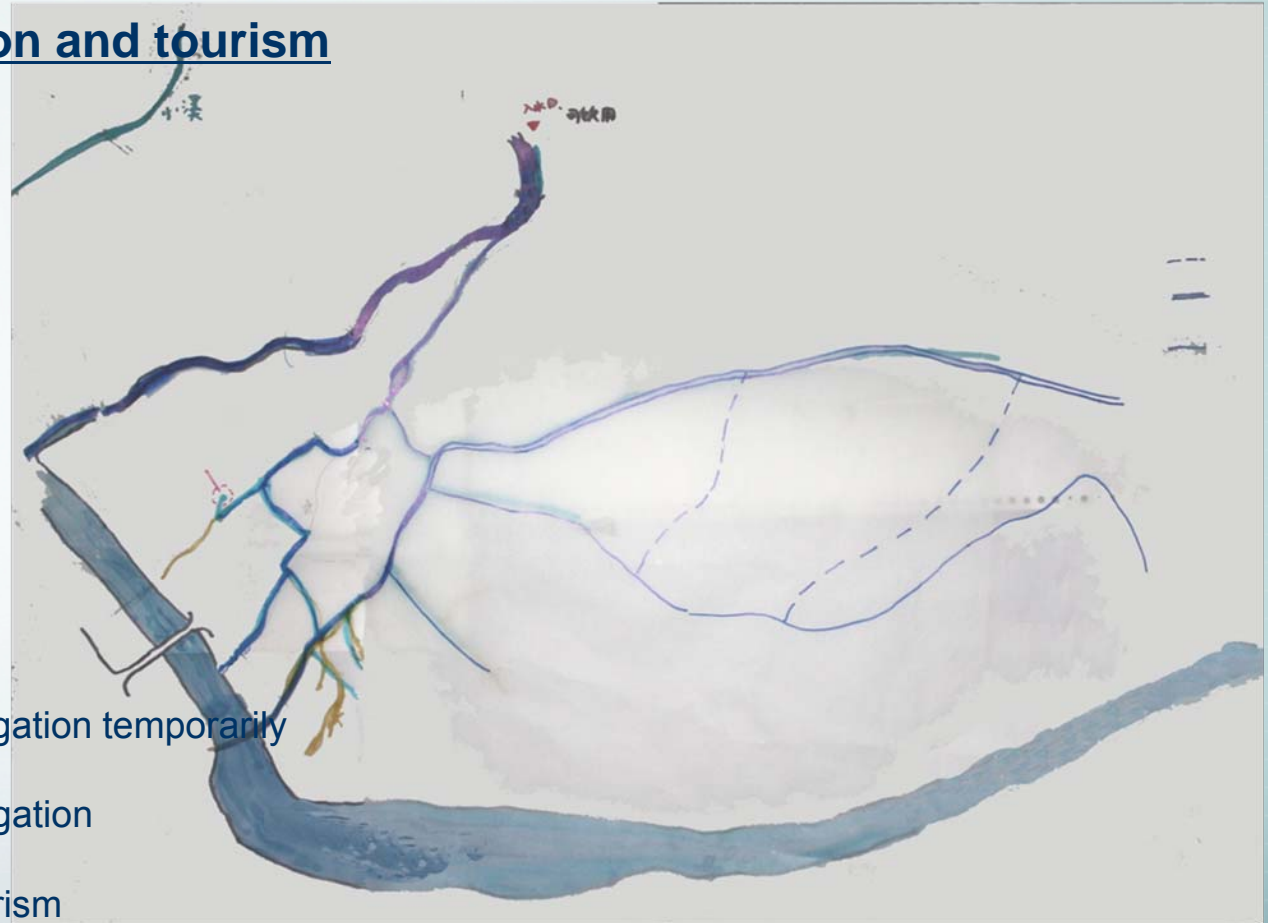 on and tourism
小溪
入水口.
可饮用
gation temporarily
gation
rism